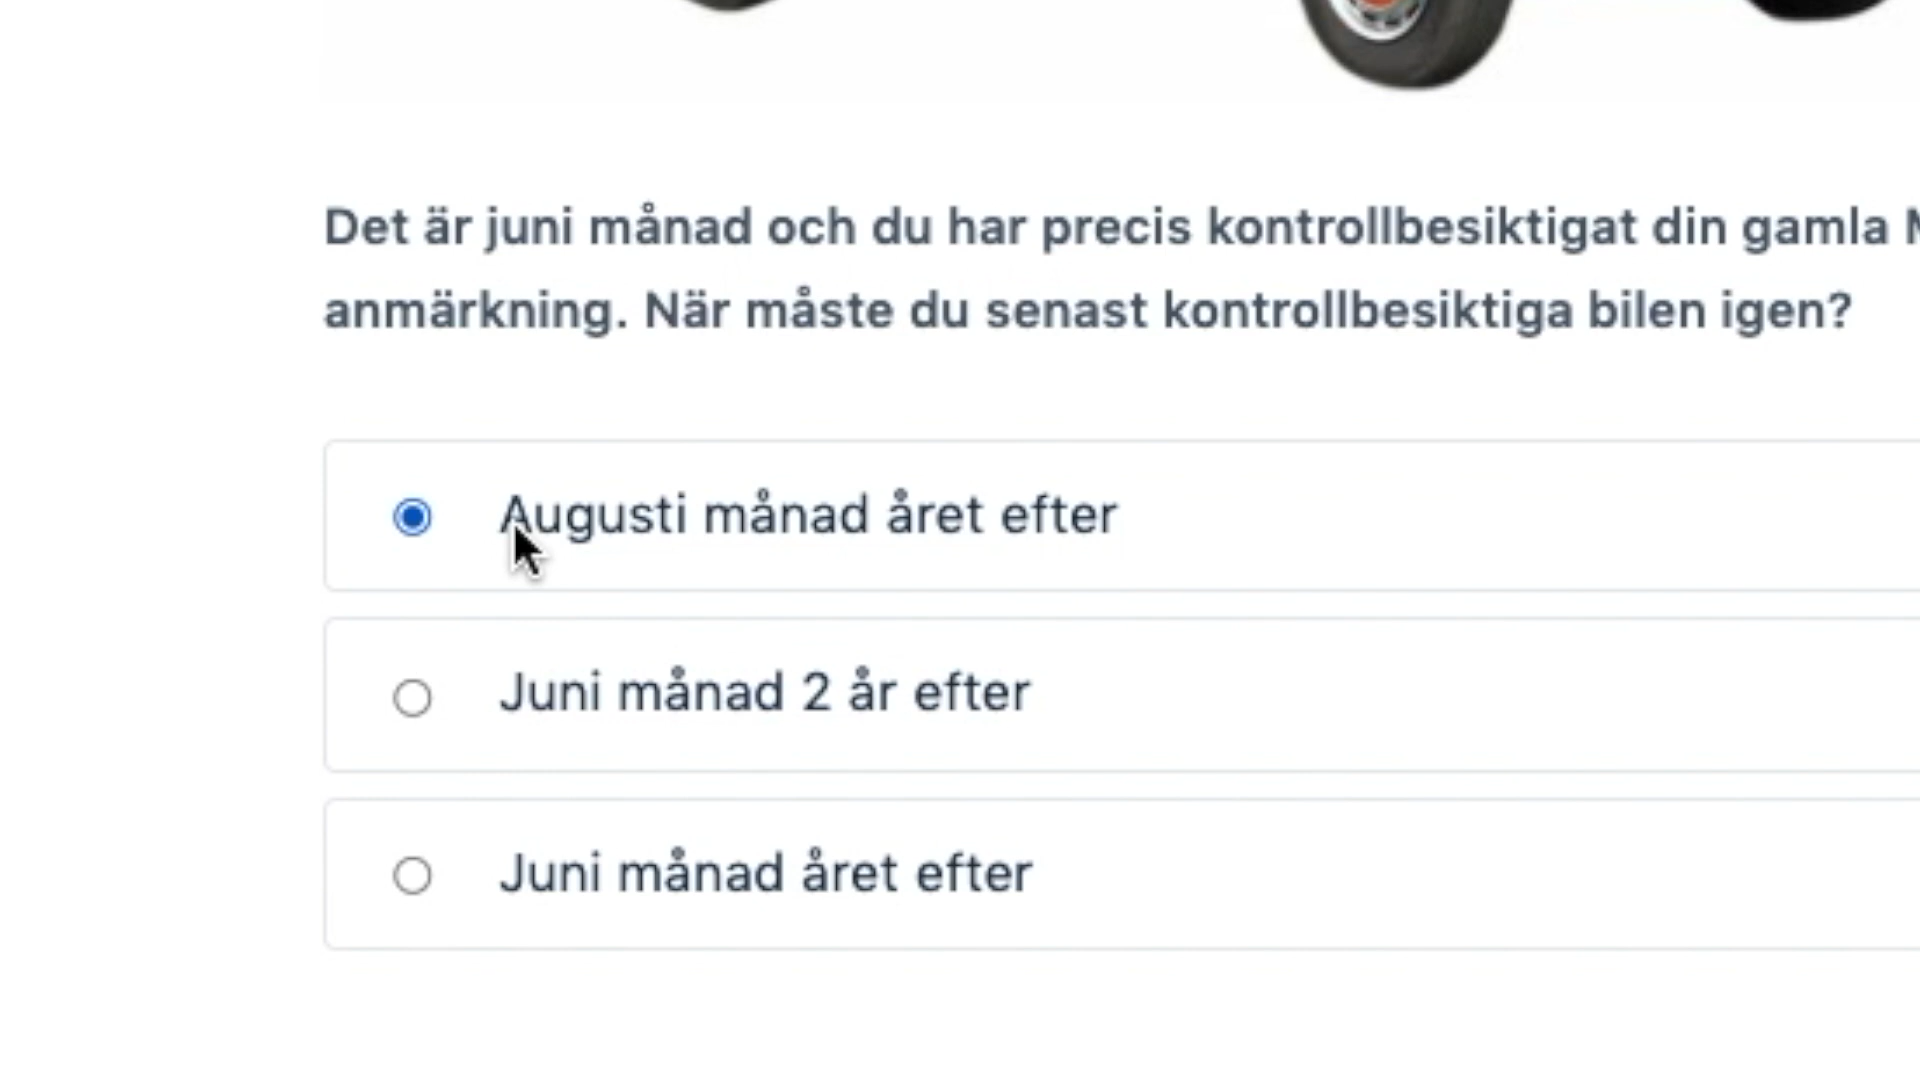 Det är juni månad och du har precis kontrollbesiktigat din gamla
anmärkning. När måste du senast kontrollbesiktiga bilen igen?
Augusti månad året efter
Juni månad 2 år efter
Juni månad året efter